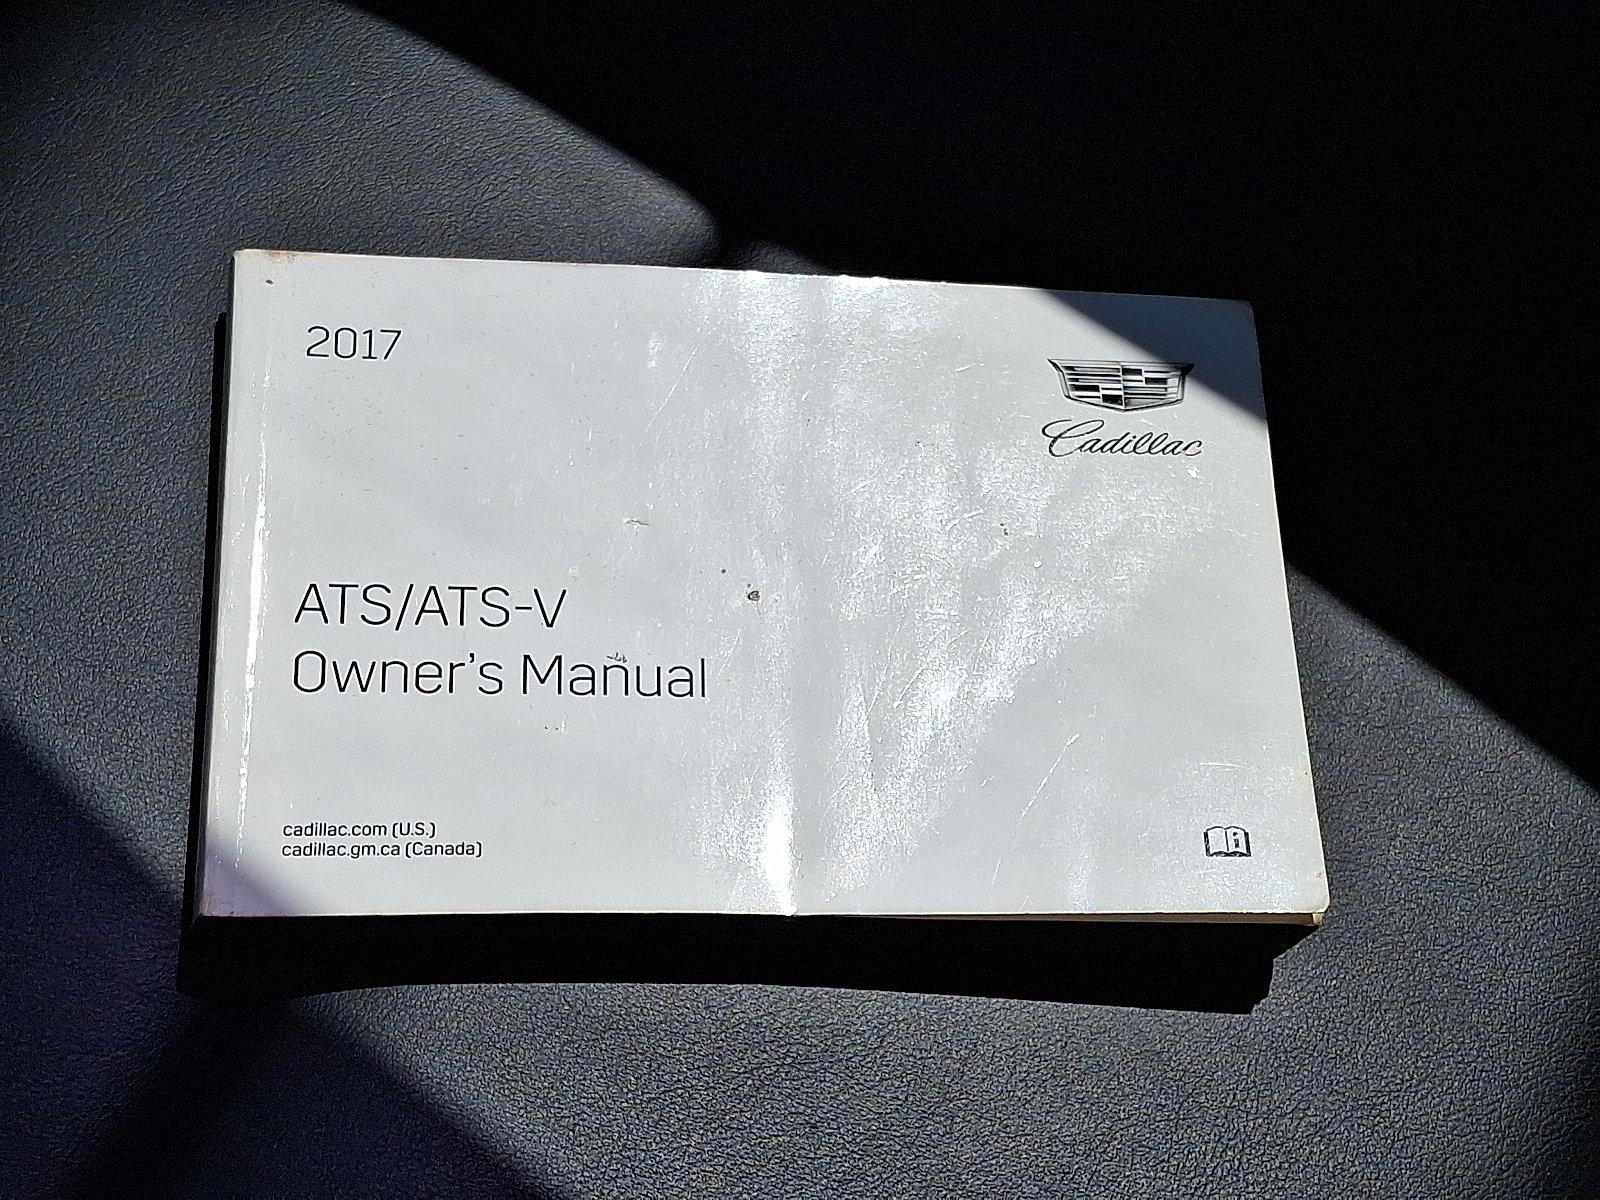 2017
Cadillac
ATS/ATS-V
Owner's Manual
cadillac.com (U.S.)
cadillac.gm.ca (Canada)